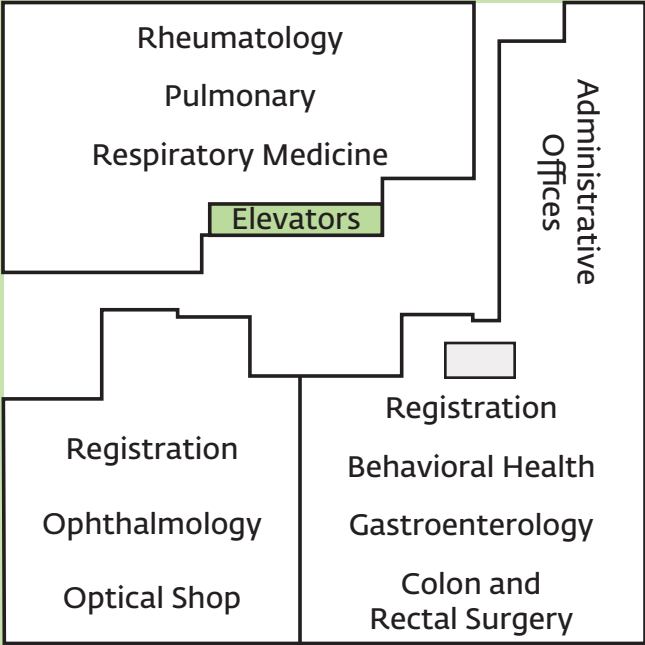 Rheumatology
Pulmonary
Respiratory Medicine
Elevators
Administrative
Offices
Registration
Ophthalmology
Optical Shop
Registration
Behavioral Health
Gastroenterology
Colon and
Rectal Surgery